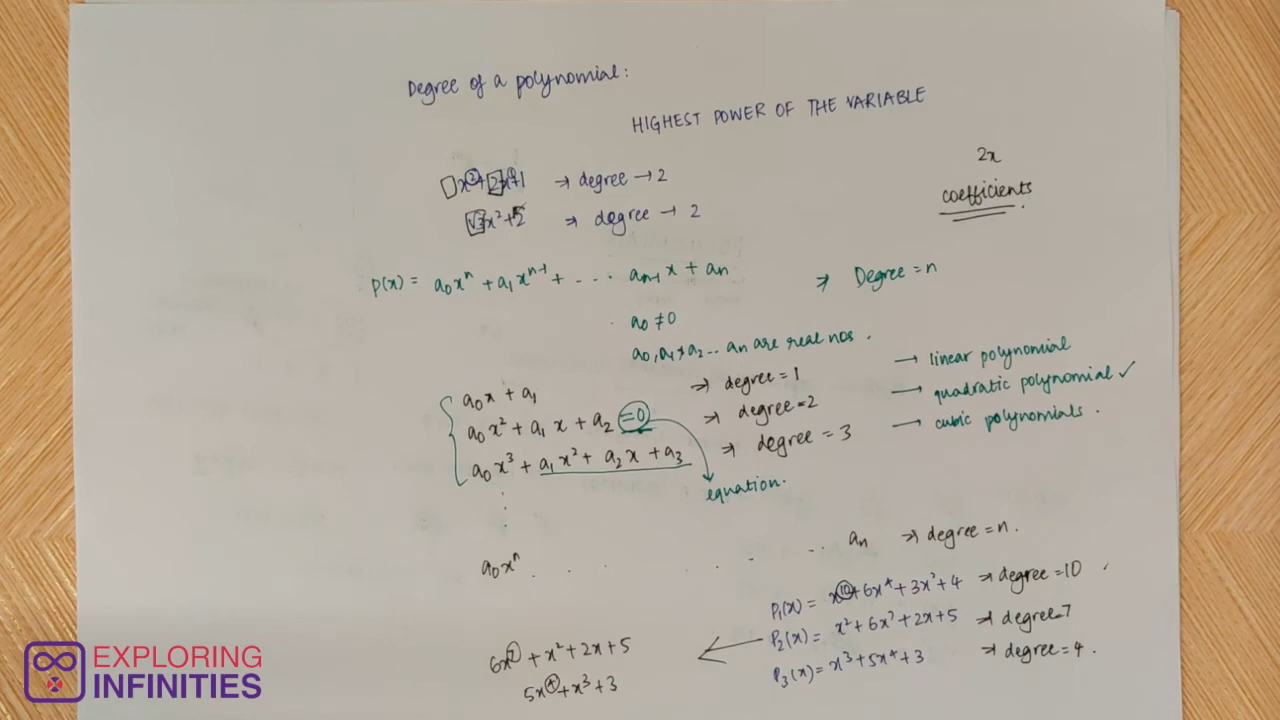 Degree of a polynomial:
HIGHEST POWER OF THE VARIABLE
x² + 2x¹ + 1 ⇒ degree → 2
√3x² + 5 ⇒ degree → 2
2x
coefficients
P(x) = a₀xⁿ + a₁xⁿ⁻¹ + ... aₙ₋₁x + aₙ ⇒ Degree = n
a₀ ≠ 0
a₀, a₁, a₂ .. aₙ are real nos.
a₀x + a₁ ⇒ degree = 1 → linear polynomial
a₀x² + a₁x + a₂ = 0 ⇒ degree = 2 → quadratic polynomial ✓
a₀x³ + a₁x² + a₂x + a₃ ⇒ degree = 3 → cubic polynomials.
equation.
a₀xⁿ . . . . . . .. aₙ ⇒ degree = n.
P₁(x) = x¹⁰ + 6x⁴ + 3x² + 4 ⇒ degree = 10
P₂(x) = x² + 6x⁷ + 2x + 5 ⇒ degree = 7
P₃(x) = x³ + 5x⁴ + 3 ⇒ degree = 4.
6x⁷ + x² + 2x + 5
5x⁴ + x³ + 3
EXPLORING
INFINITIES